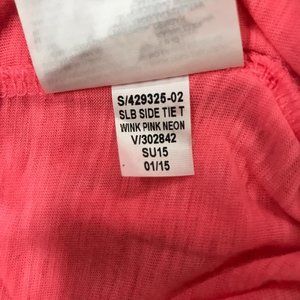 S/429325-02
SLB SIDE TIE T
WINK PINK NEON
V/302842
SU15
01/15